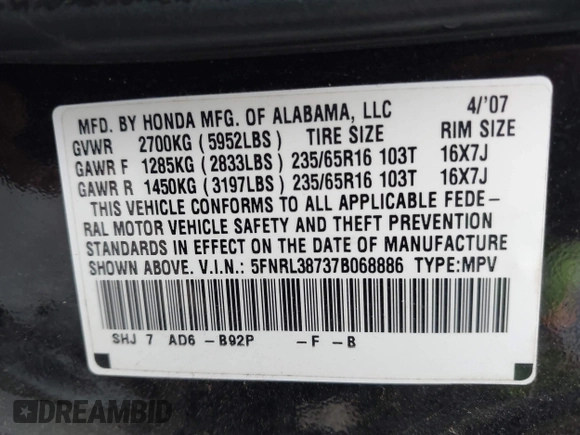 MFD. BY HONDA MFG. OF ALABAMA, LLC 4/'07
GVWR 2700KG (5952LBS) TIRE SIZE RIM SIZE
GAWR F 1285KG (2833LBS) 235/65R16 103T 16X7J
GAWR R 1450KG (3197LBS) 235/65R16 103T 16X7J
THIS VEHICLE CONFORMS TO ALL APPLICABLE FEDE-
RAL MOTOR VEHICLE SAFETY AND THEFT PREVENTION
STANDARDS IN EFFECT ON THE DATE OF MANUFACTURE
SHOWN ABOVE. V.I.N.: 5FNRL38737B068886 TYPE:MPV
SHJ 7 AD6 -B92P -F -B
DREAMBID